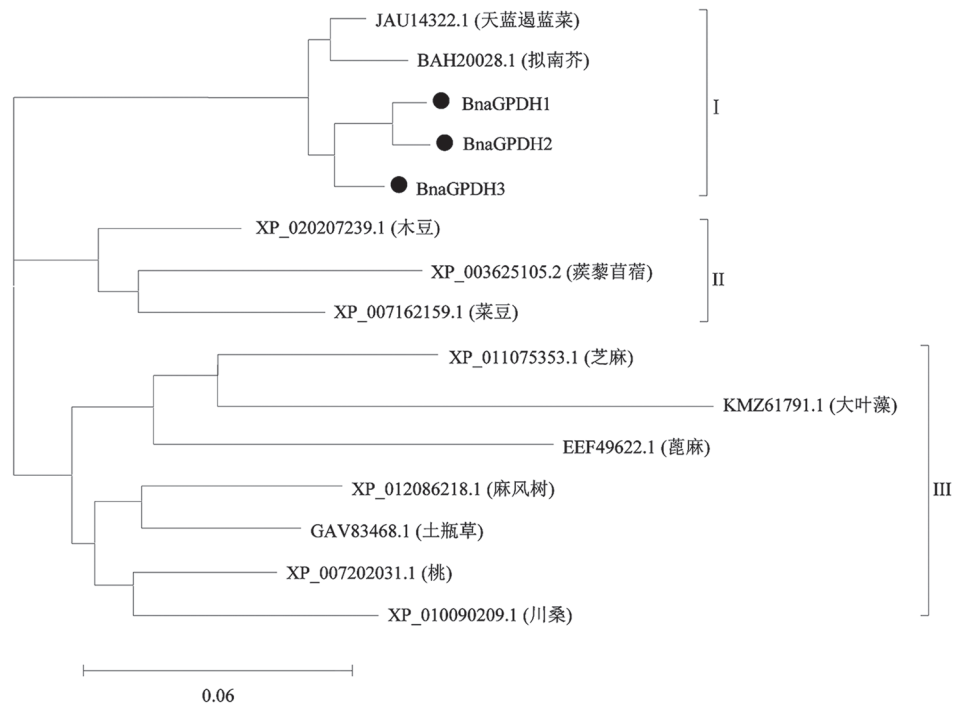 JAU14322.1 (天蓝遏蓝菜)
BAH20028.1 (拟南芥)
BnaGPDH1
I
BnaGPDH2
BnaGPDH3
XP_020207239.1 (木豆)
XP_003625105.2 (蒺藜苜蓿)
II
XP_007162159.1 (菜豆)
XP_011075353.1 (芝麻)
KMZ61791.1 (大叶藻)
EEF49622.1 (蓖麻)
XP_012086218.1 (麻风树)
III
GAV83468.1 (土瓶草)
XP_007202031.1 (桃)
XP_010090209.1 (川桑)
0.06